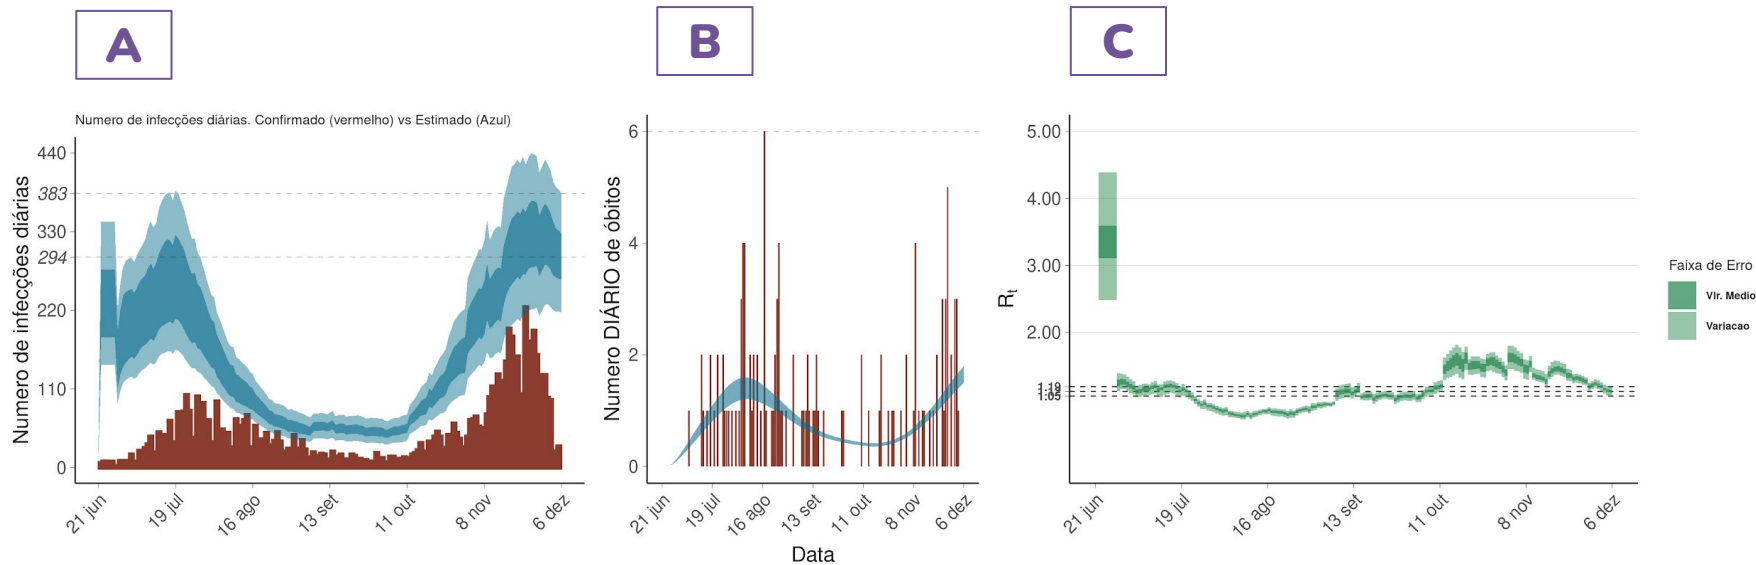 A
B
C
Numero de infecções diárias. Confirmado (vermelho) vs Estimado (Azul)
Numero de infecções diárias
440
383
330
294
220
110
0
21 jun
19 jul
16 ago
13 set
11 out
8 nov
6 dez
Numero DIÁRIO de óbitos
6
4
2
0
21 jun
19 jul
16 ago
13 set
11 out
8 nov
6 dez
Data
Rt
5.00
4.00
3.00
2.00
1.19
1.05
21 jun
19 jul
16 ago
13 set
11 out
8 nov
6 dez
Faixa de Erro
Vlr. Medio
Variacao